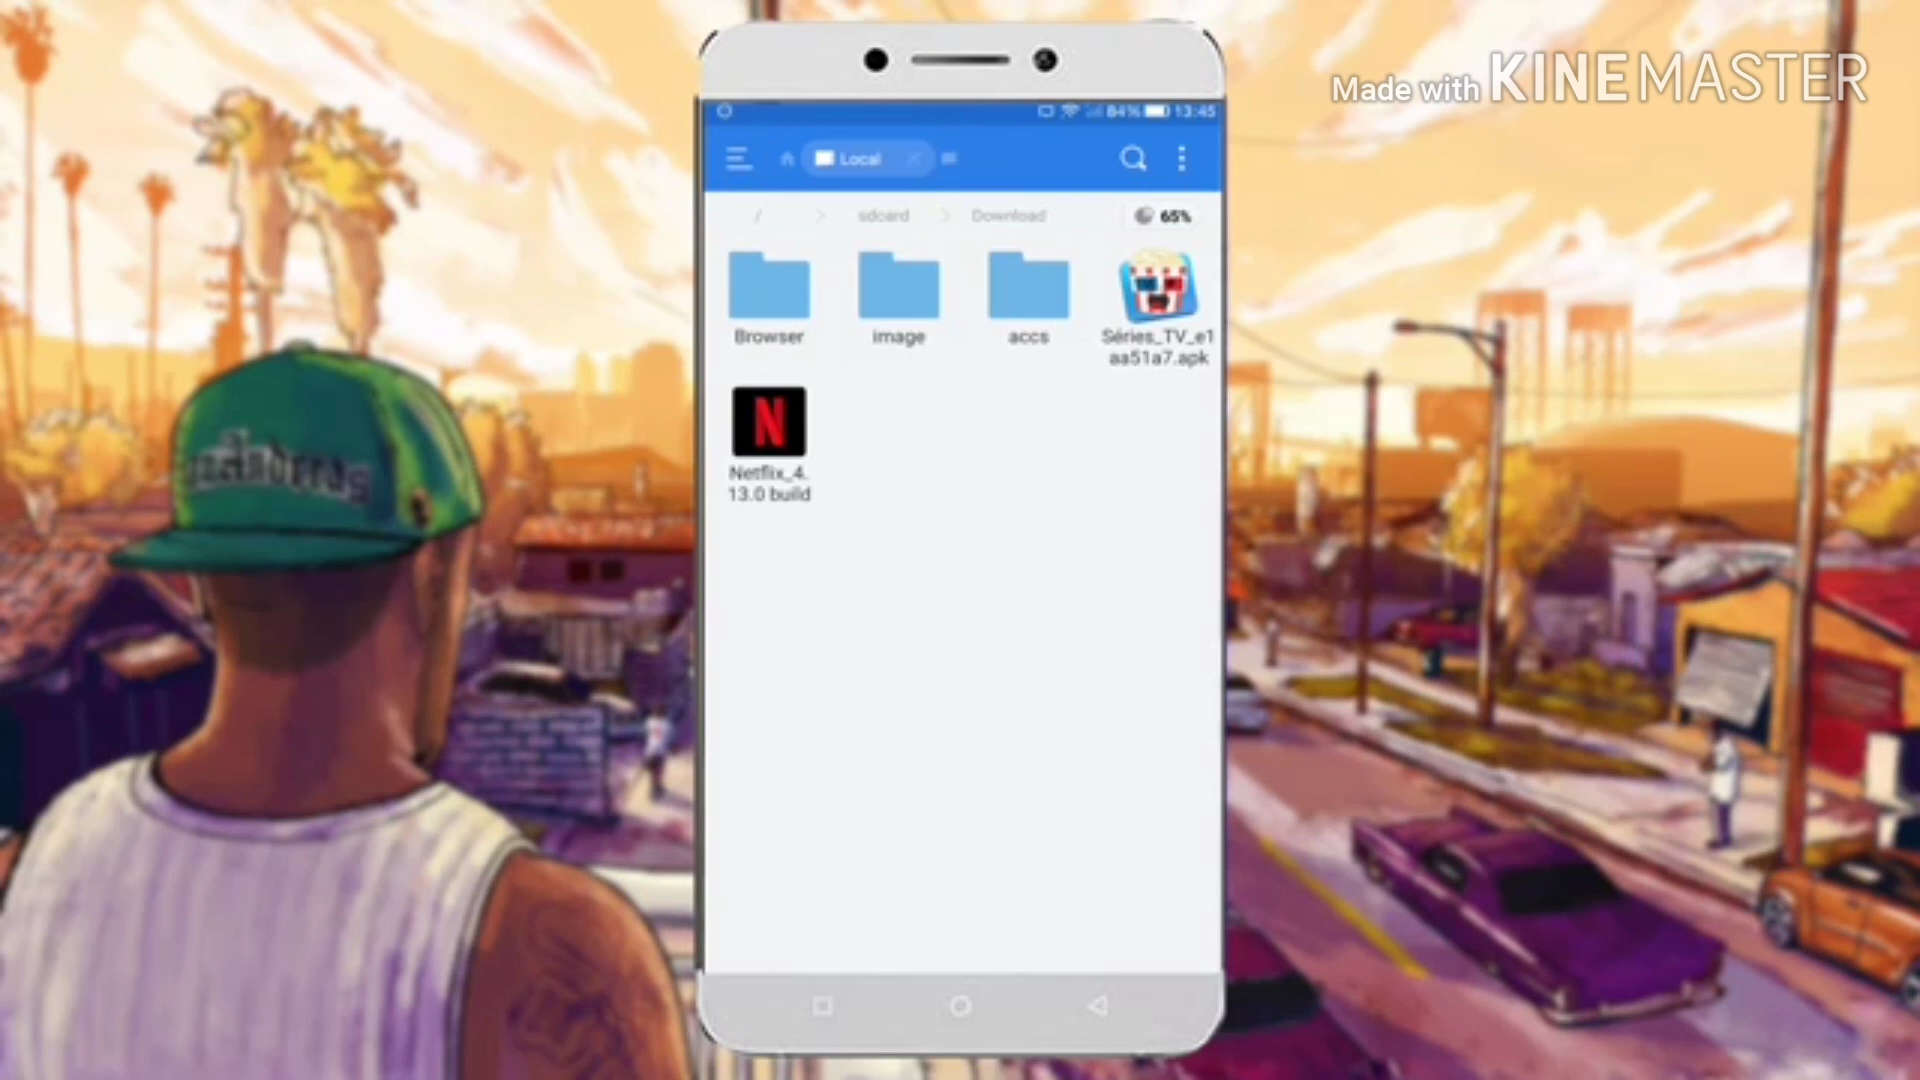 Made with KINEMASTER
84% 13:45
Local
/ > sdcard > Download 65%
Browser image accs Séries_TV_e1
aa51a7.apk
N
Netflix_4.
13.0 build